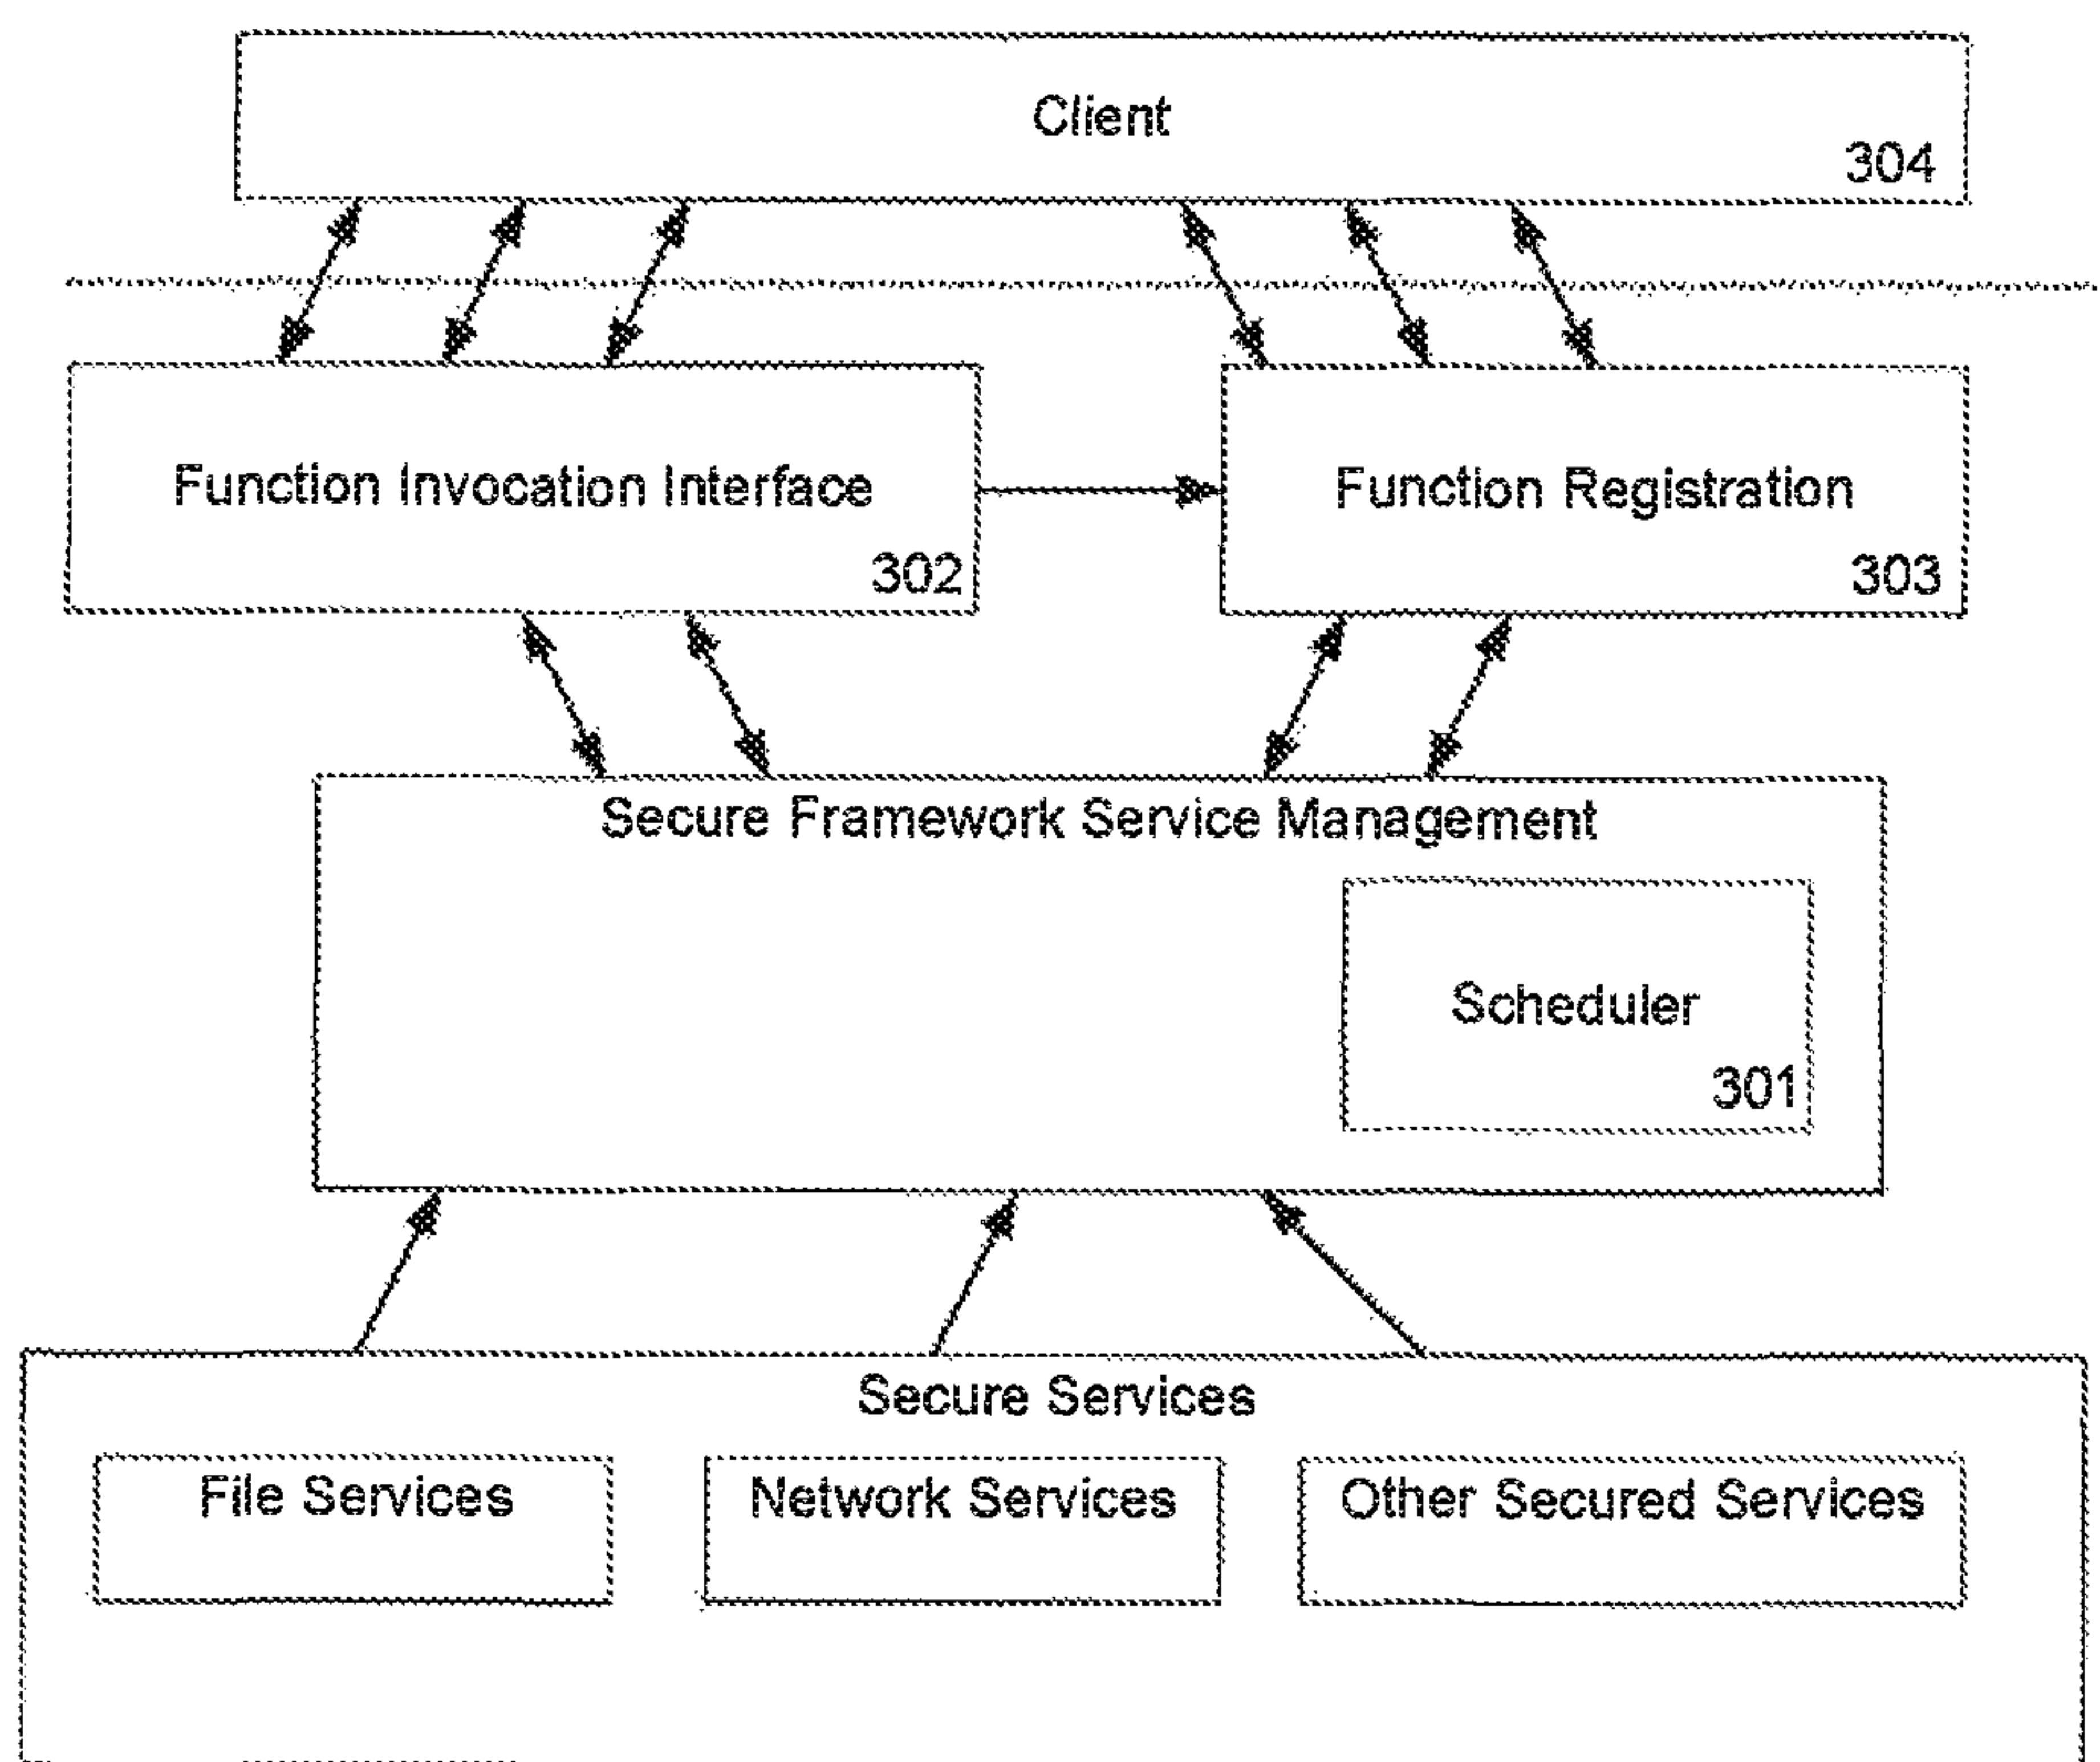 Client
304
Function Invocation Interface
302
Function Registration
303
Secure Framework Service Management
Scheduler
301
Secure Services
File Services
Network Services
Other Secured Services